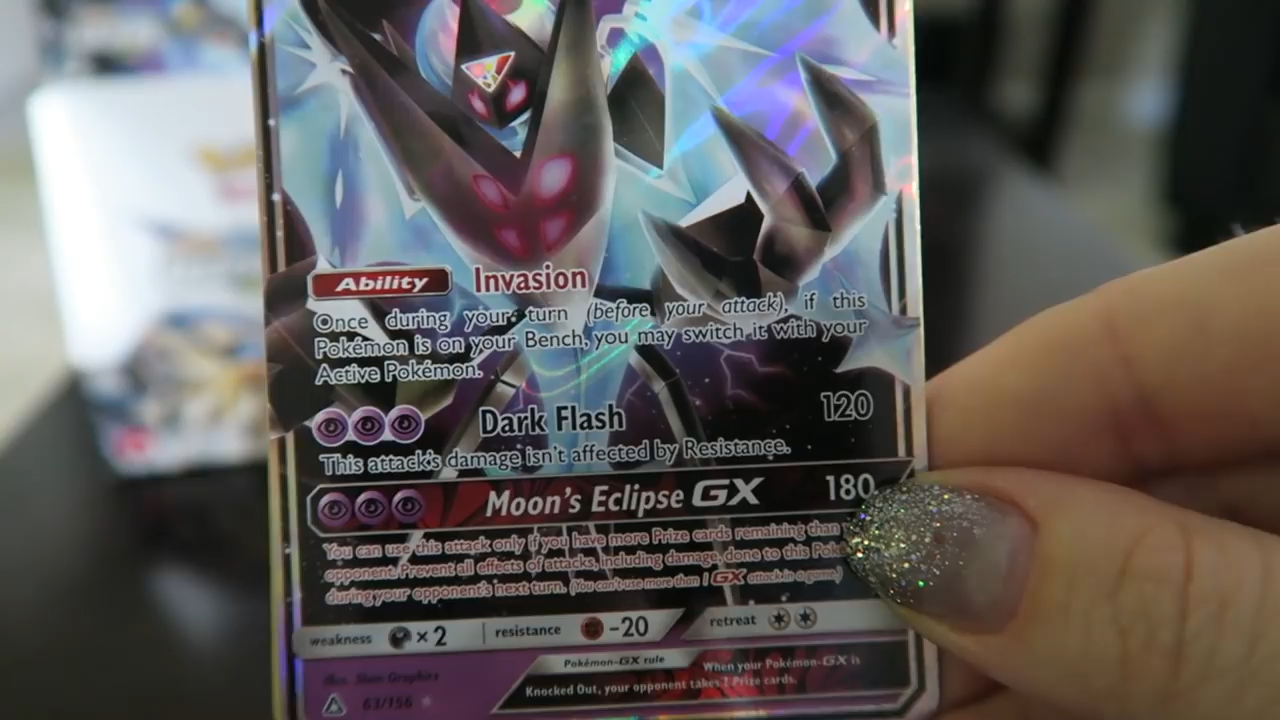 Ability Invasion
Once during your turn (before your attack), if this
Pokémon is on your Bench, you may switch it with your
Active Pokémon.
Dark Flash 120
This attack's damage isn't affected by Resistance.
Moon's Eclipse GX 180
You can use this attack only if you have more Prize cards remaining than
opponent. Prevent all effects of attacks, including damage, done to this Pok
during your opponent's next turn. (You can't use more than 1 GX attack in a game.)
weakness ×2 resistance -20 retreat
Pokémon-GX rule When your Pokémon-GX is
Knocked Out, your opponent takes 2 Prize cards.
Illus. 5ban Graphics
63/156